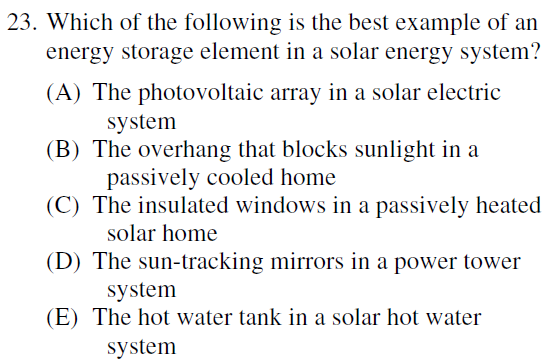 23. Which of the following is the best example of an
energy storage element in a solar energy system?
(A) The photovoltaic array in a solar electric
system
(B) The overhang that blocks sunlight in a
passively cooled home
(C) The insulated windows in a passively heated
solar home
(D) The sun-tracking mirrors in a power tower
system
(E) The hot water tank in a solar hot water
system